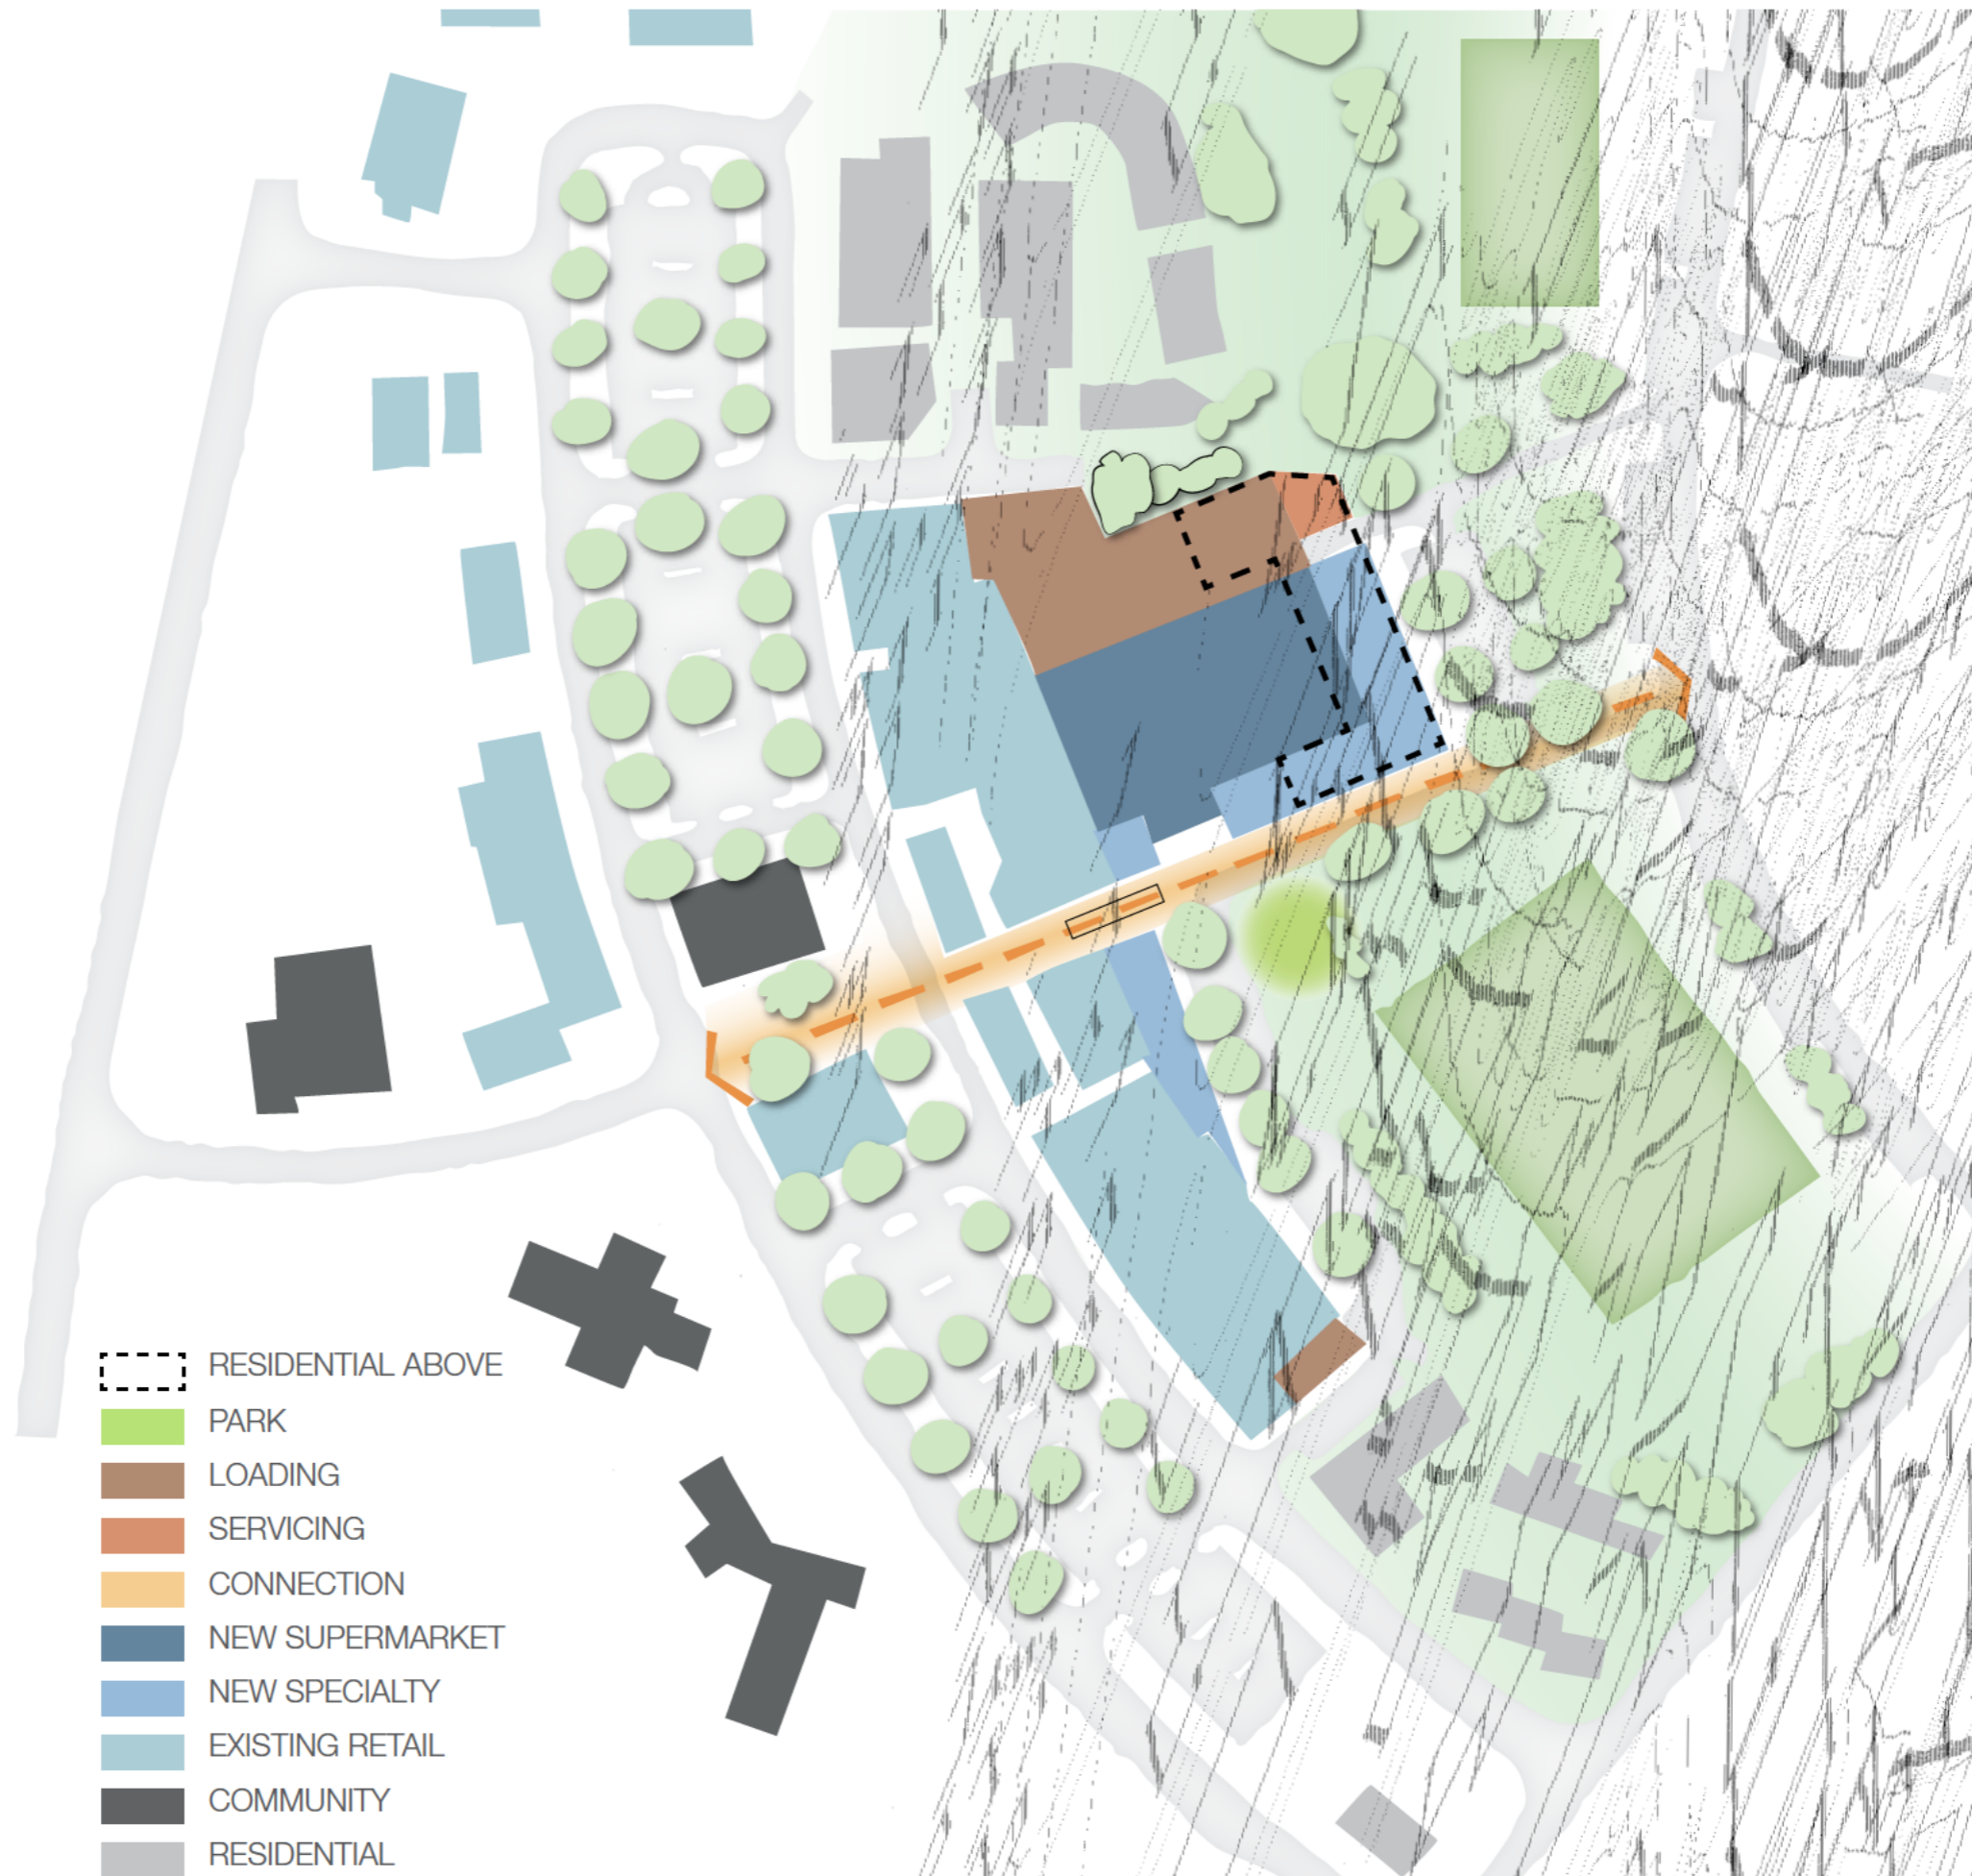 RESIDENTIAL ABOVE
PARK
LOADING
SERVICING
CONNECTION
NEW SUPERMARKET
NEW SPECIALTY
EXISTING RETAIL
COMMUNITY
RESIDENTIAL